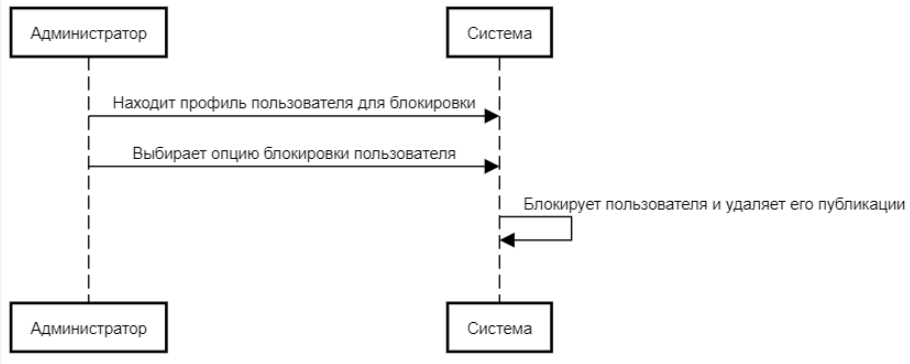 Администратор
Система
Находит профиль пользователя для блокировки
Выбирает опцию блокировки пользователя
Блокирует пользователя и удаляет его публикации
Администратор
Система